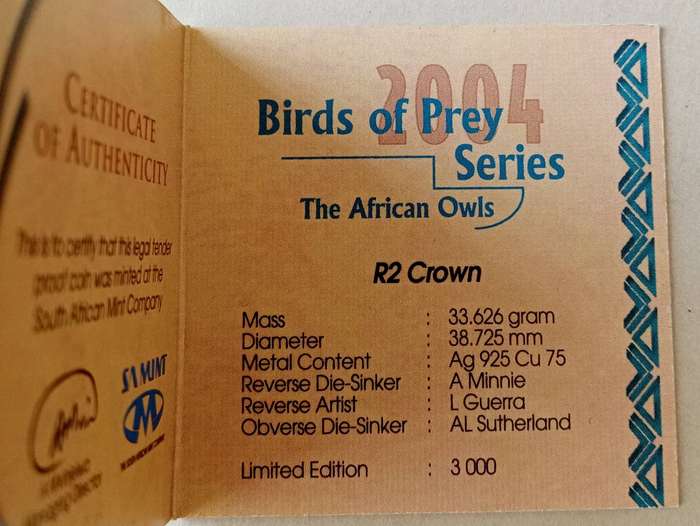 CERTIFICATE
OF AUTHENTICITY
This is to certify that this legal tender
proof coin was minted at the
South African Mint Company
SA MINT
Managing Director
2004
Birds of Prey
Series
The African Owls
R2 Crown
Mass : 33.626 gram
Diameter : 38.725 mm
Metal Content : Ag 925 Cu 75
Reverse Die-Sinker : A Minnie
Reverse Artist : L Guerra
Obverse Die-Sinker : AL Sutherland
Limited Edition : 3 000